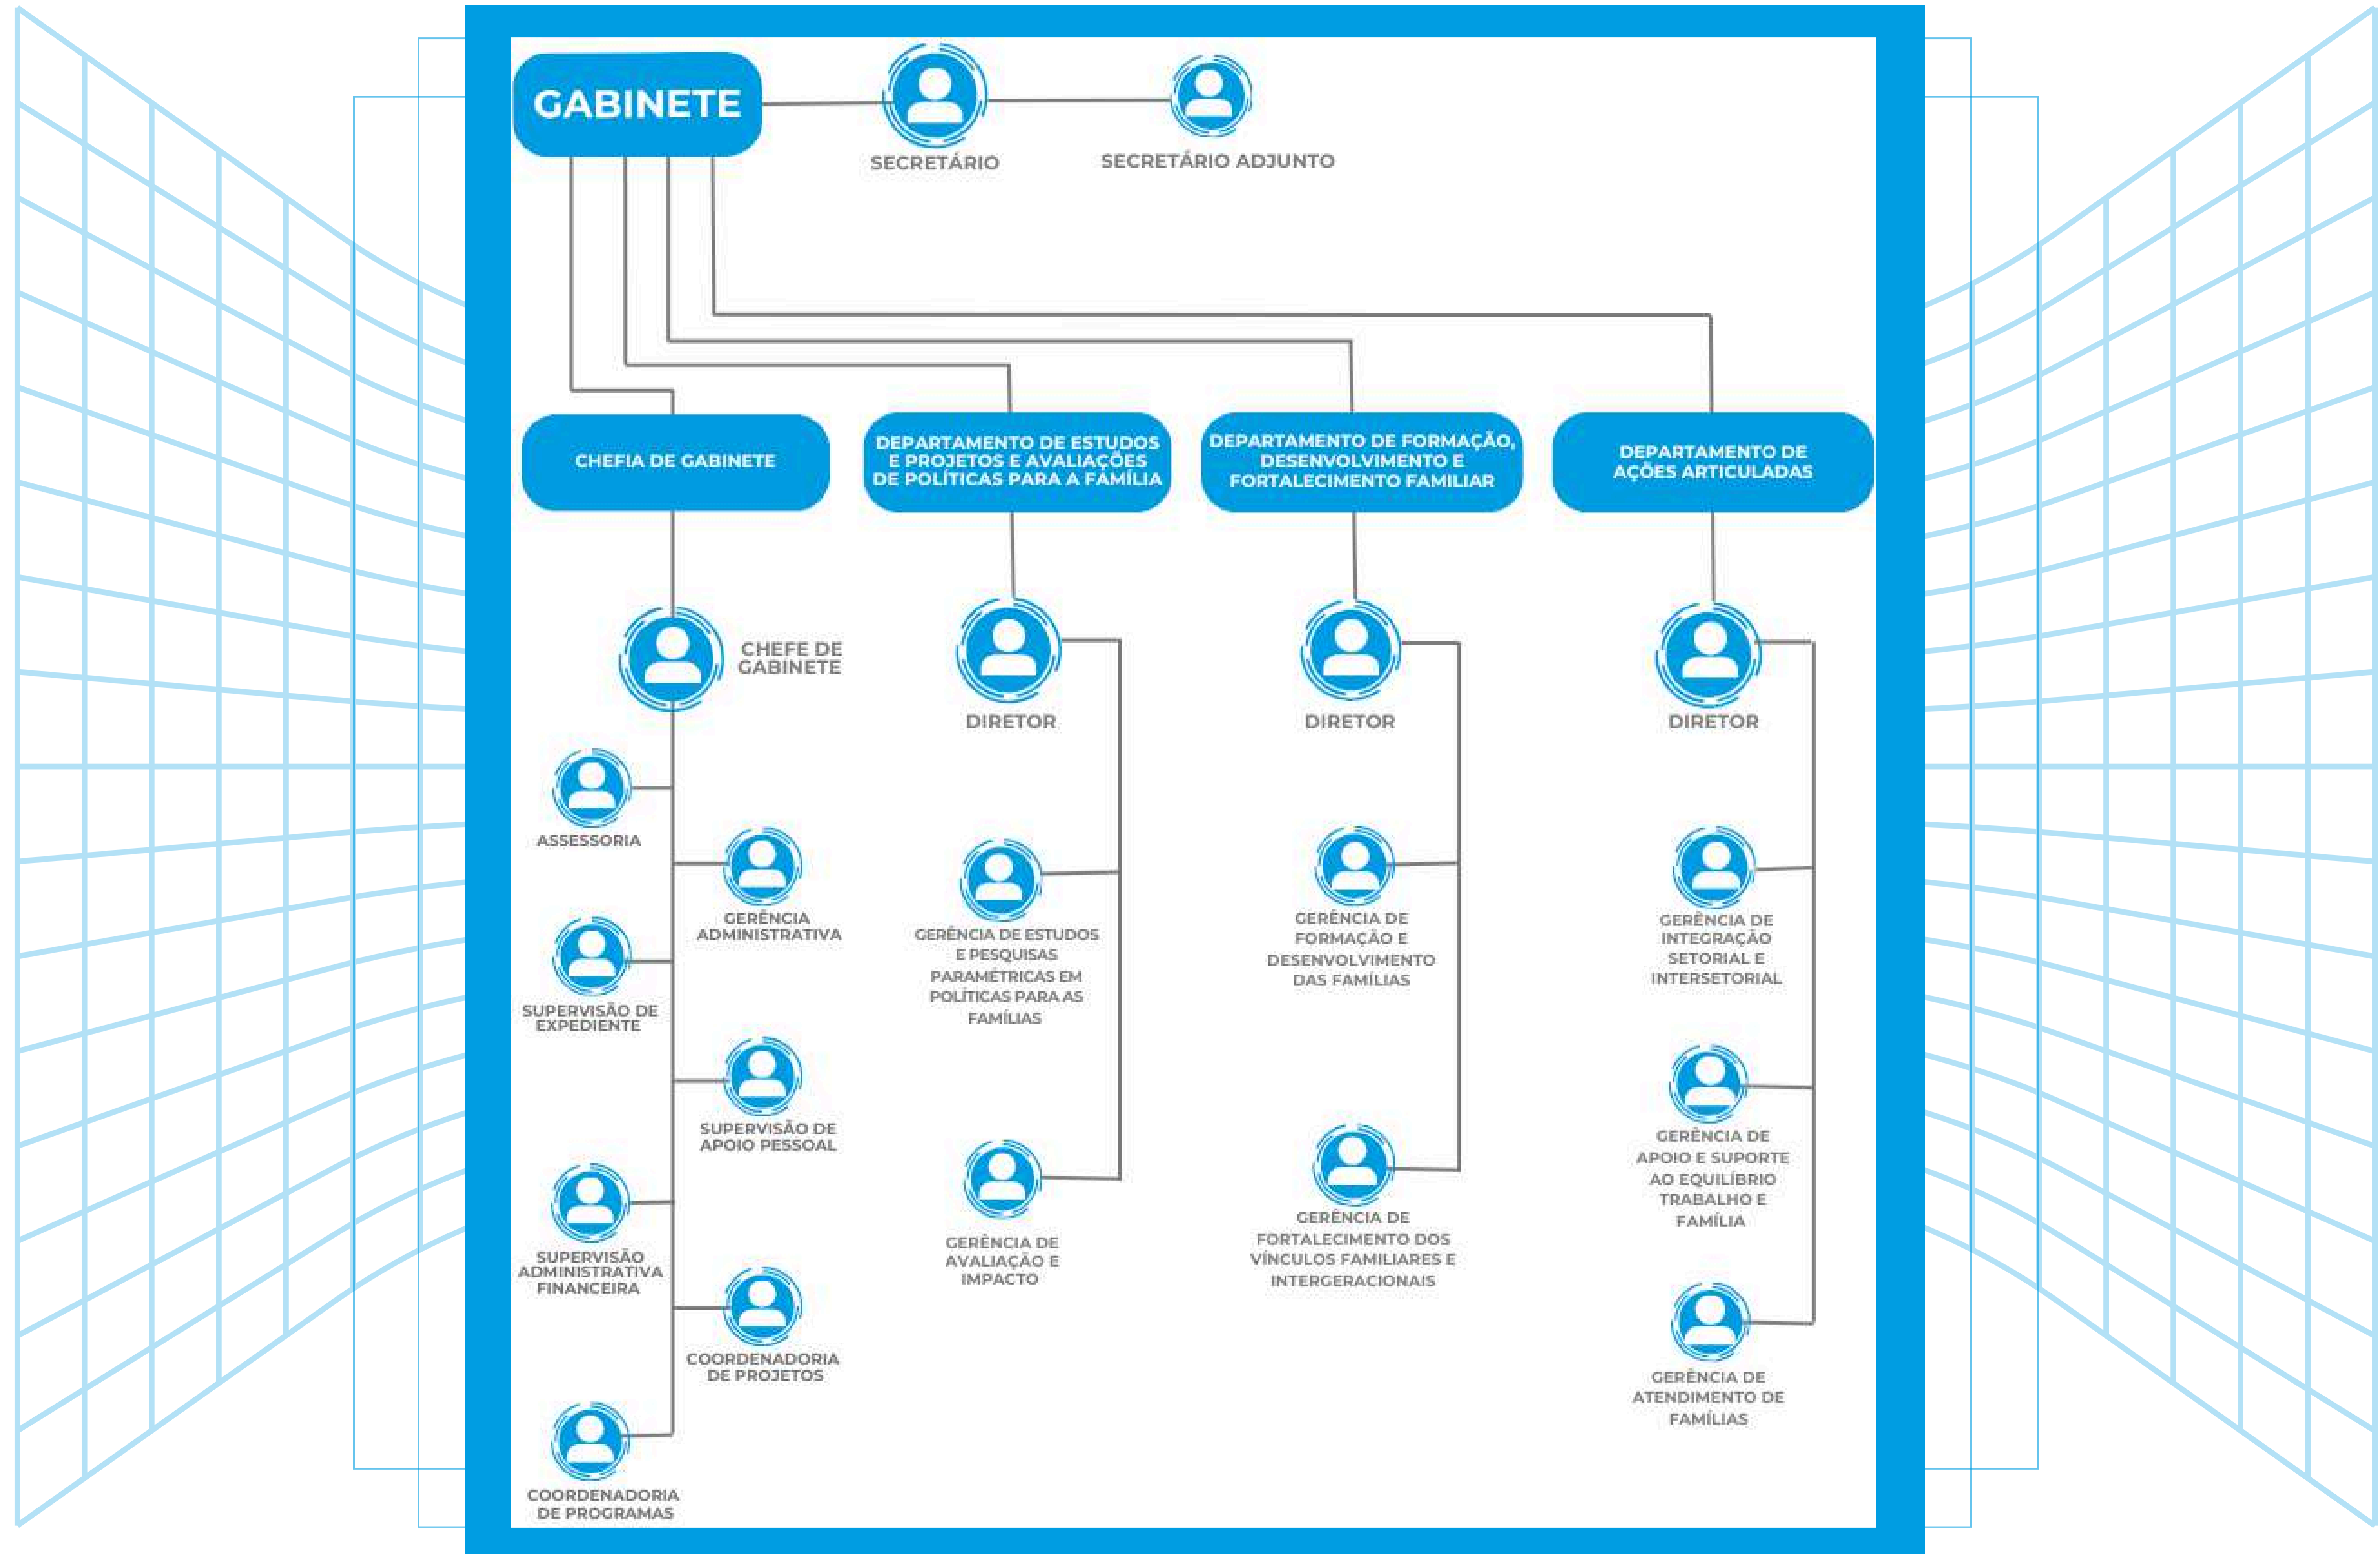 GABINETE
SECRETÁRIO
SECRETÁRIO ADJUNTO
CHEFIA DE GABINETE
DEPARTAMENTO DE ESTUDOS
E PROJETOS E AVALIAÇÕES
DE POLÍTICAS PARA A FAMÍLIA
DEPARTAMENTO DE FORMAÇÃO,
DESENVOLVIMENTO E
FORTALECIMENTO FAMILIAR
DEPARTAMENTO DE
AÇÕES ARTICULADAS
CHEFE DE
GABINETE
DIRETOR
DIRETOR
DIRETOR
ASSESSORIA
GERÊNCIA
ADMINISTRATIVA
SUPERVISÃO DE
EXPEDIENTE
SUPERVISÃO DE
APOIO PESSOAL
SUPERVISÃO
ADMINISTRATIVA
FINANCEIRA
COORDENADORIA
DE PROJETOS
COORDENADORIA
DE PROGRAMAS
GERÊNCIA DE ESTUDOS
E PESQUISAS
PARAMÉTRICAS EM
POLÍTICAS PARA AS
FAMÍLIAS
GERÊNCIA DE
AVALIAÇÃO E
IMPACTO
GERÊNCIA DE
FORMAÇÃO E
DESENVOLVIMENTO
DAS FAMÍLIAS
GERÊNCIA DE
FORTALECIMENTO DOS
VÍNCULOS FAMILIARES E
INTERGERACIONAIS
GERÊNCIA DE
INTEGRAÇÃO
SETORIAL E
INTERSETORIAL
GERÊNCIA DE
APOIO E SUPORTE
AO EQUILÍBRIO
TRABALHO E
FAMÍLIA
GERÊNCIA DE
ATENDIMENTO DE
FAMÍLIAS